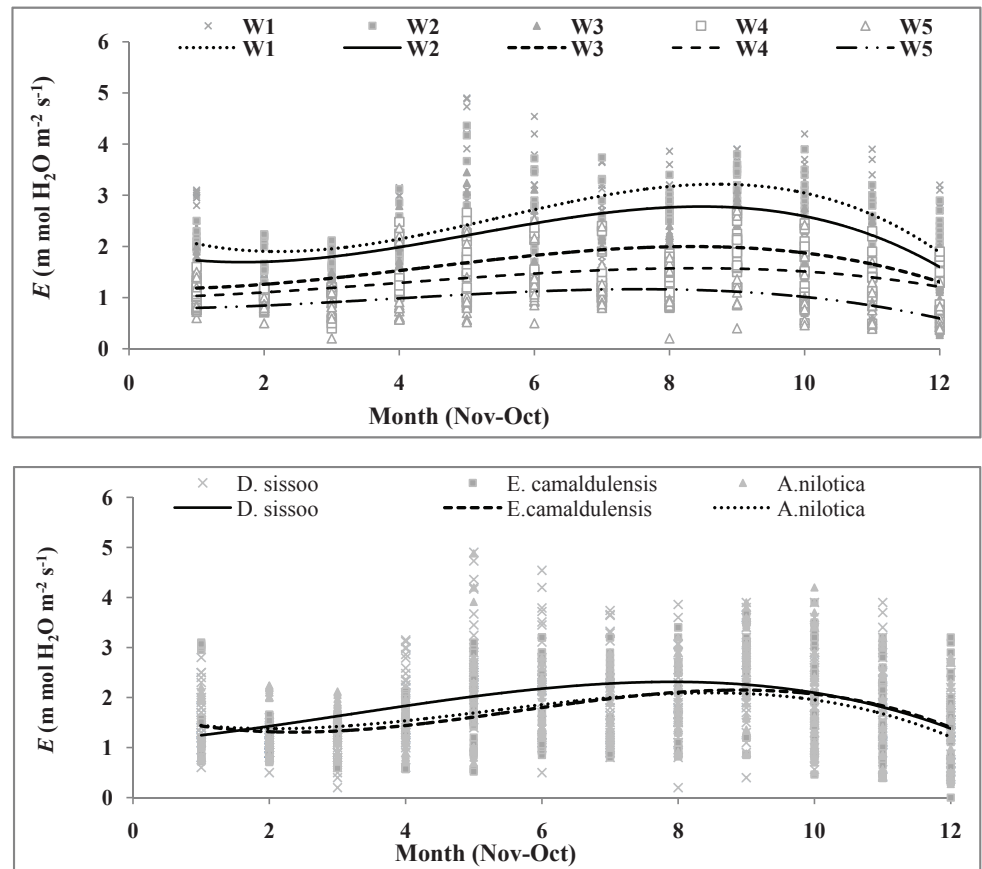 W1 W2 W3 W4 W5
W1 W2 W3 W4 W5
6
5
4
3
2
1
0
E (m mol H2O m-2 s-1)
0 2 4 6 8 10 12
Month (Nov-Oct)
D. sissoo E. camaldulensis A.nilotica
D. sissoo E.camaldulensis A.nilotica
6
5
4
3
2
1
0
E (m mol H2O m-2 s-1)
0 2 4 6 8 10 12
Month (Nov-Oct)